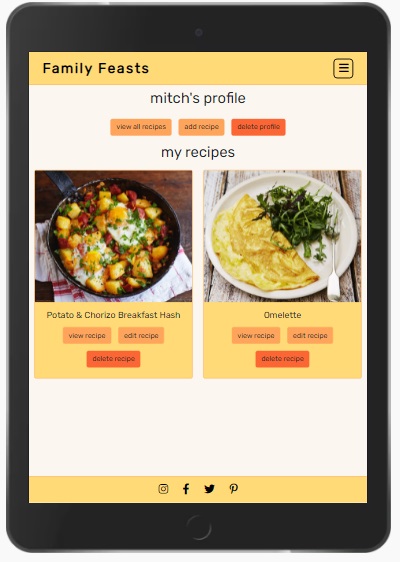 Family Feasts
mitch's profile
view all recipes add recipe delete profile
my recipes
Potato & Chorizo Breakfast Hash
view recipe edit recipe
delete recipe
Omelette
view recipe edit recipe
delete recipe